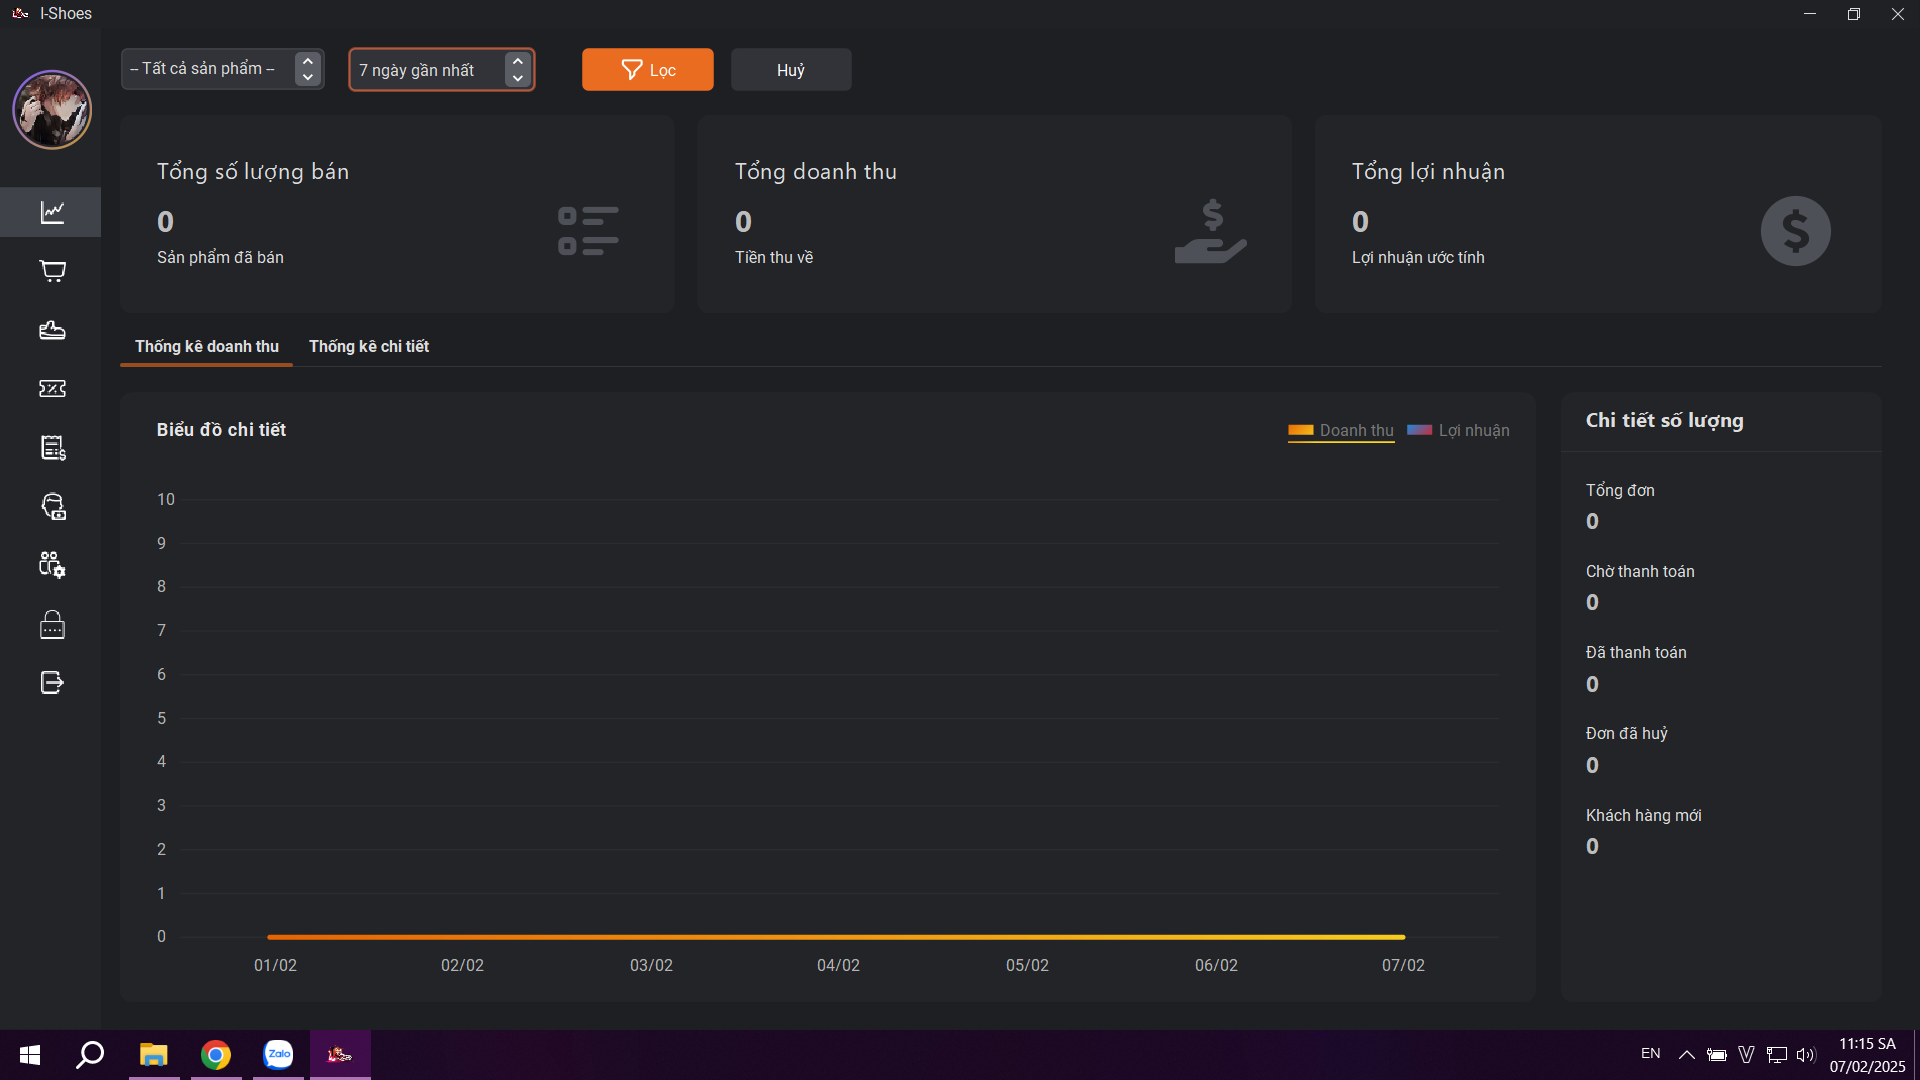 I-Shoes
-- Tất cả sản phẩm --
7 ngày gần nhất
Lọc
Huỷ
Tổng số lượng bán
0
Sản phẩm đã bán
Tổng doanh thu
0
Tiền thu về
Tổng lợi nhuận
0
Lợi nhuận ước tính
Thống kê doanh thu
Thống kê chi tiết
Biểu đồ chi tiết
Doanh thu
Lợi nhuận
10
9
8
7
6
5
4
3
2
1
0
01/02
02/02
03/02
04/02
05/02
06/02
07/02
Chi tiết số lượng
Tổng đơn
0
Chờ thanh toán
0
Đã thanh toán
0
Đơn đã huỷ
0
Khách hàng mới
0
Zalo
EN
V
11:15 SA
07/02/2025